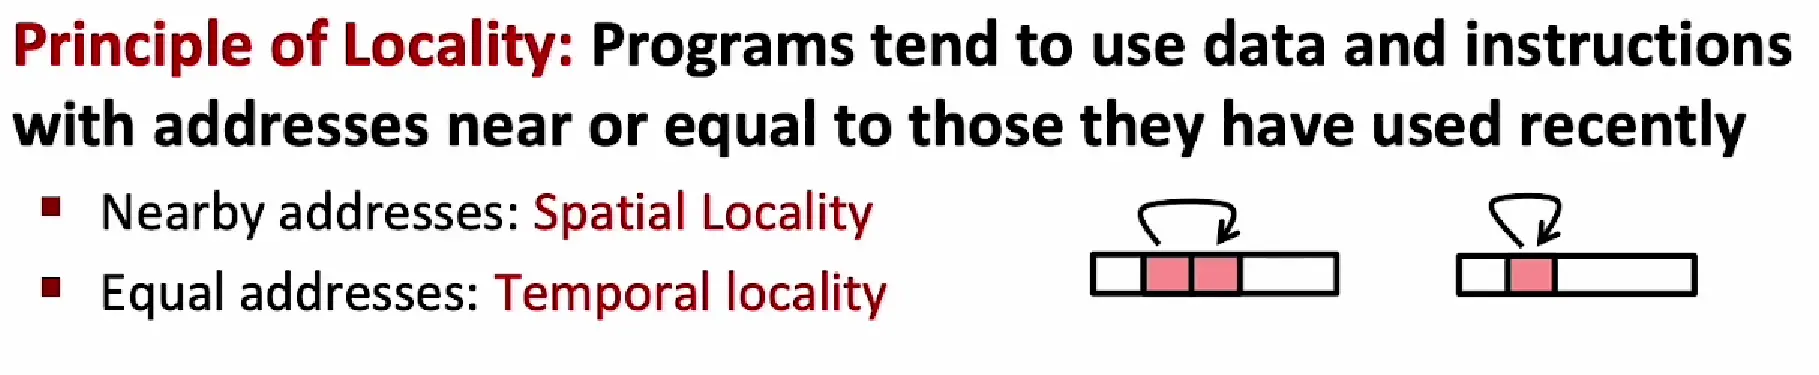 Principle of Locality: Programs tend to use data and instructions
with addresses near or equal to those they have used recently
▪ Nearby addresses: Spatial Locality
▪ Equal addresses: Temporal locality